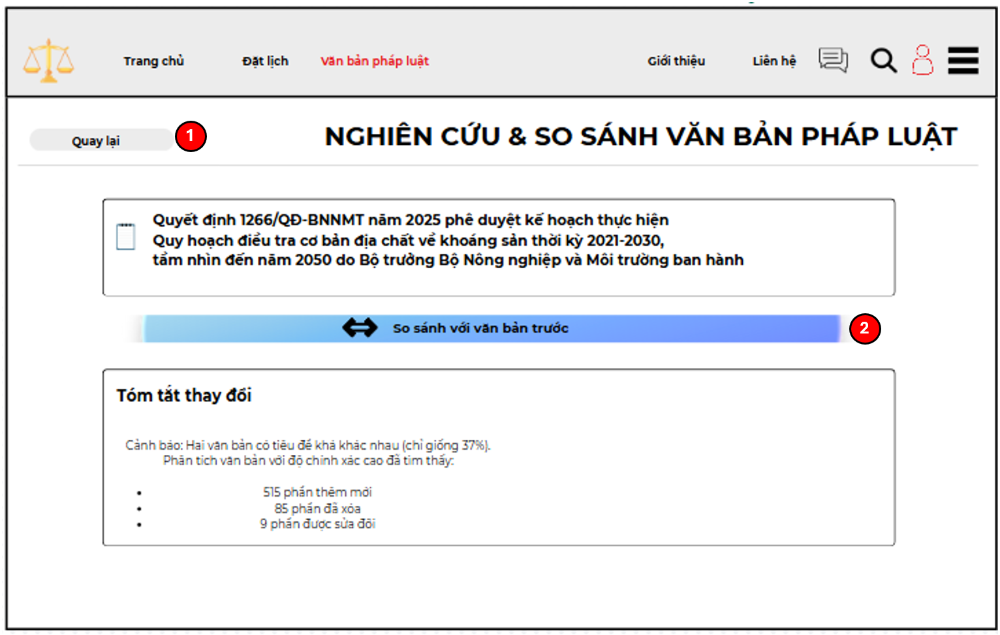 Trang chủ Đặt lịch Văn bản pháp luật Giới thiệu Liên hệ
Quay lại 1 NGHIÊN CỨU & SO SÁNH VĂN BẢN PHÁP LUẬT
Quyết định 1266/QĐ-BNNMT năm 2025 phê duyệt kế hoạch thực hiện
Quy hoạch điều tra cơ bản địa chất về khoáng sản thời kỳ 2021-2030,
tầm nhìn đến năm 2050 do Bộ trưởng Bộ Nông nghiệp và Môi trường ban hành
So sánh với văn bản trước 2
Tóm tắt thay đổi
Cảnh báo: Hai văn bản có tiêu đề khá khác nhau (chỉ giống 37%).
Phân tích văn bản với độ chính xác cao đã tìm thấy:
• 515 phần thêm mới
• 85 phần đã xóa
• 9 phần được sửa đổi